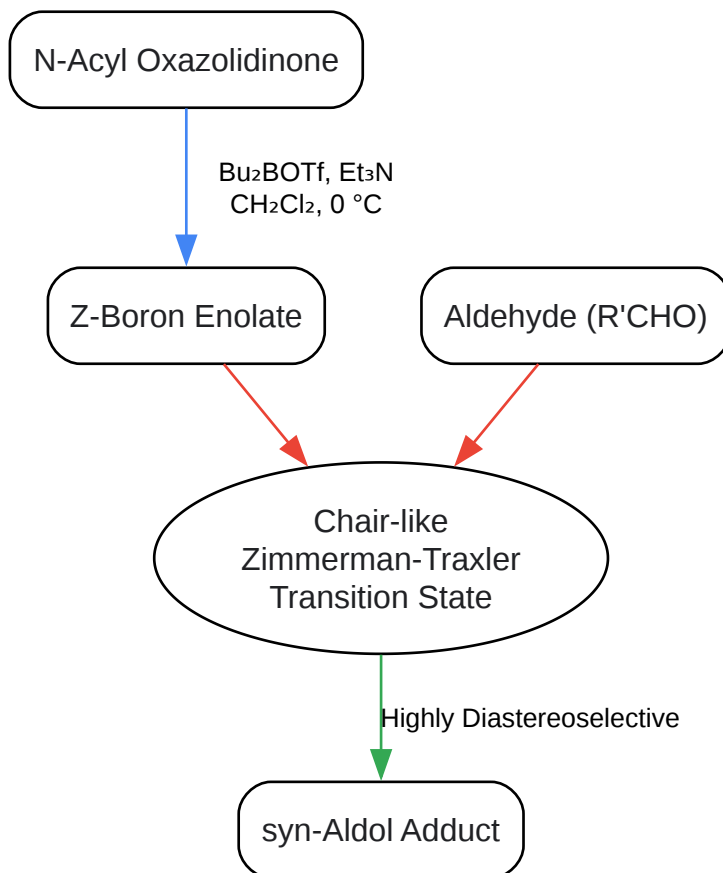 N-Acyl Oxazolidinone
Bu₂BOTf, Et₃N
CH₂Cl₂, 0 °C
Z-Boron Enolate
Aldehyde (R'CHO)
Chair-like
Zimmerman-Traxler
Transition State
Highly Diastereoselective
syn-Aldol Adduct